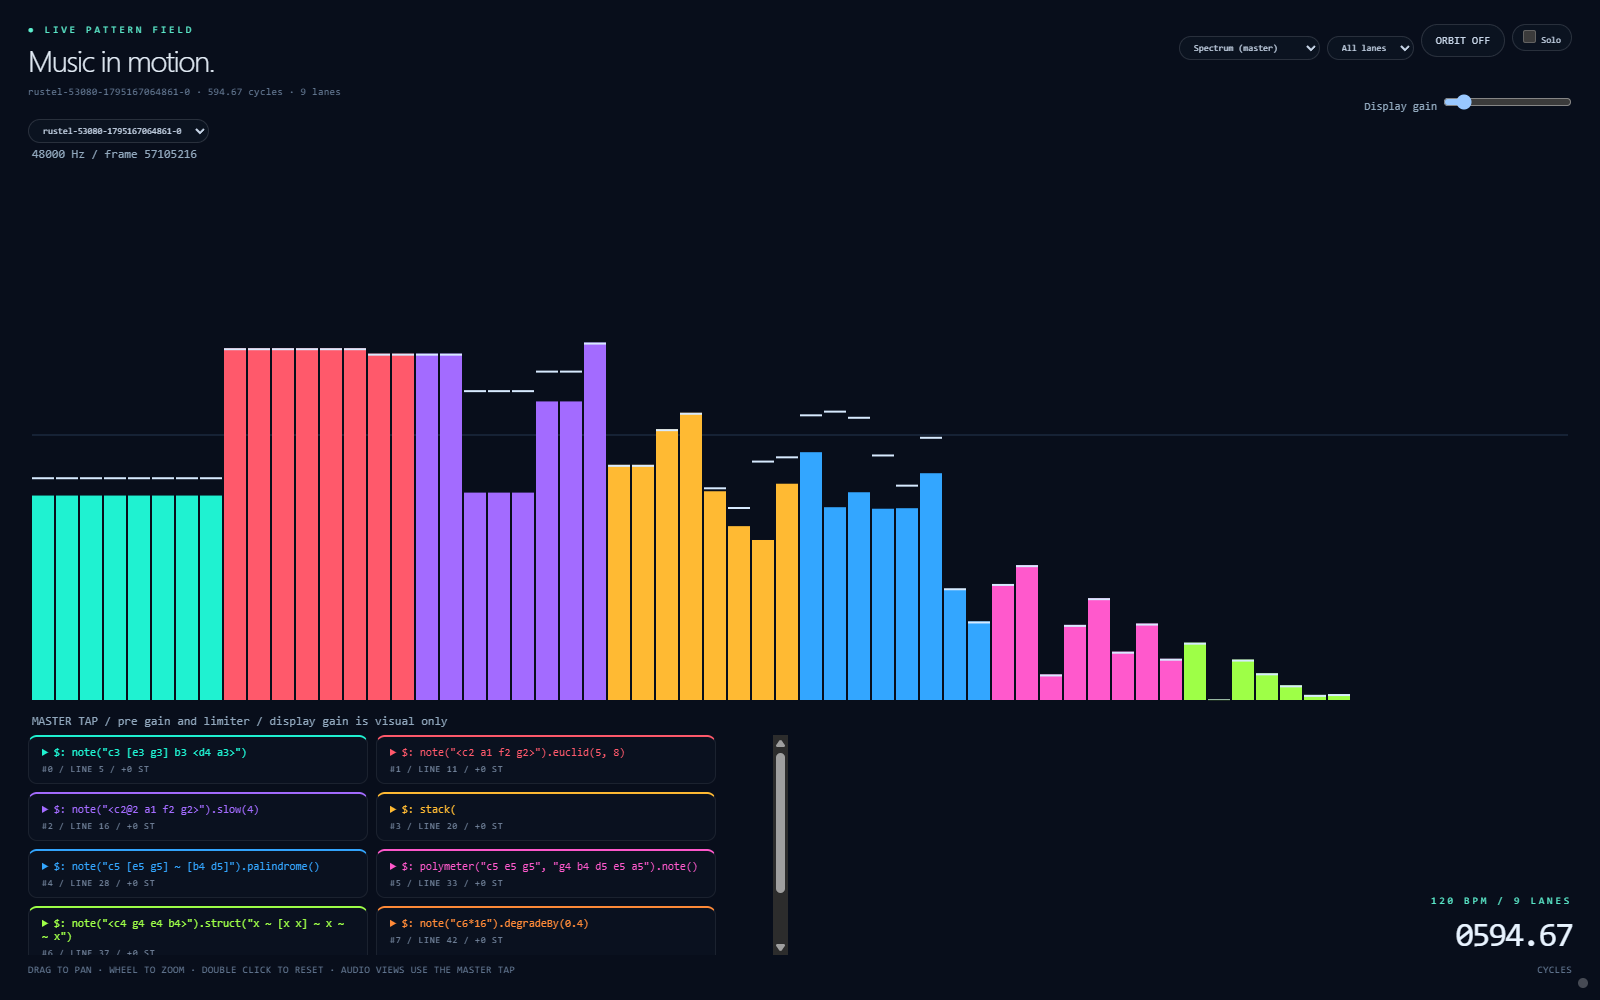 LIVE PATTERN FIELD
Music in motion.
rustel-53080-1795167064861-0 · 594.67 cycles · 9 lanes
Spectrum (master)
All lanes
ORBIT OFF
Solo
Display gain
rustel-53080-1795167064861-0
48000 Hz / frame 57105216
MASTER TAP / pre gain and limiter / display gain is visual only
$: note("c3 [e3 g3] b3 <d4 a3>")
#0 / LINE 5 / +0 ST
$: note("<c2 a1 f2 g2>").euclid(5, 8)
#1 / LINE 11 / +0 ST
$: note("<c2@2 a1 f2 g2>").slow(4)
#2 / LINE 16 / +0 ST
$: stack(
#3 / LINE 20 / +0 ST
$: note("c5 [e5 g5] ~ [b4 d5]").palindrome()
#4 / LINE 28 / +0 ST
$: polymeter("c5 e5 g5", "g4 b4 d5 e5 a5").note()
#5 / LINE 33 / +0 ST
$: note("<c4 g4 e4 b4>").struct("x ~ [x x] ~ x ~
~ x")
#6 / LINE 37 / +0 ST
$: note("c6*16").degradeBy(0.4)
#7 / LINE 42 / +0 ST
120 BPM / 9 LANES
0594.67
CYCLES
DRAG TO PAN · WHEEL TO ZOOM · DOUBLE CLICK TO RESET · AUDIO VIEWS USE THE MASTER TAP